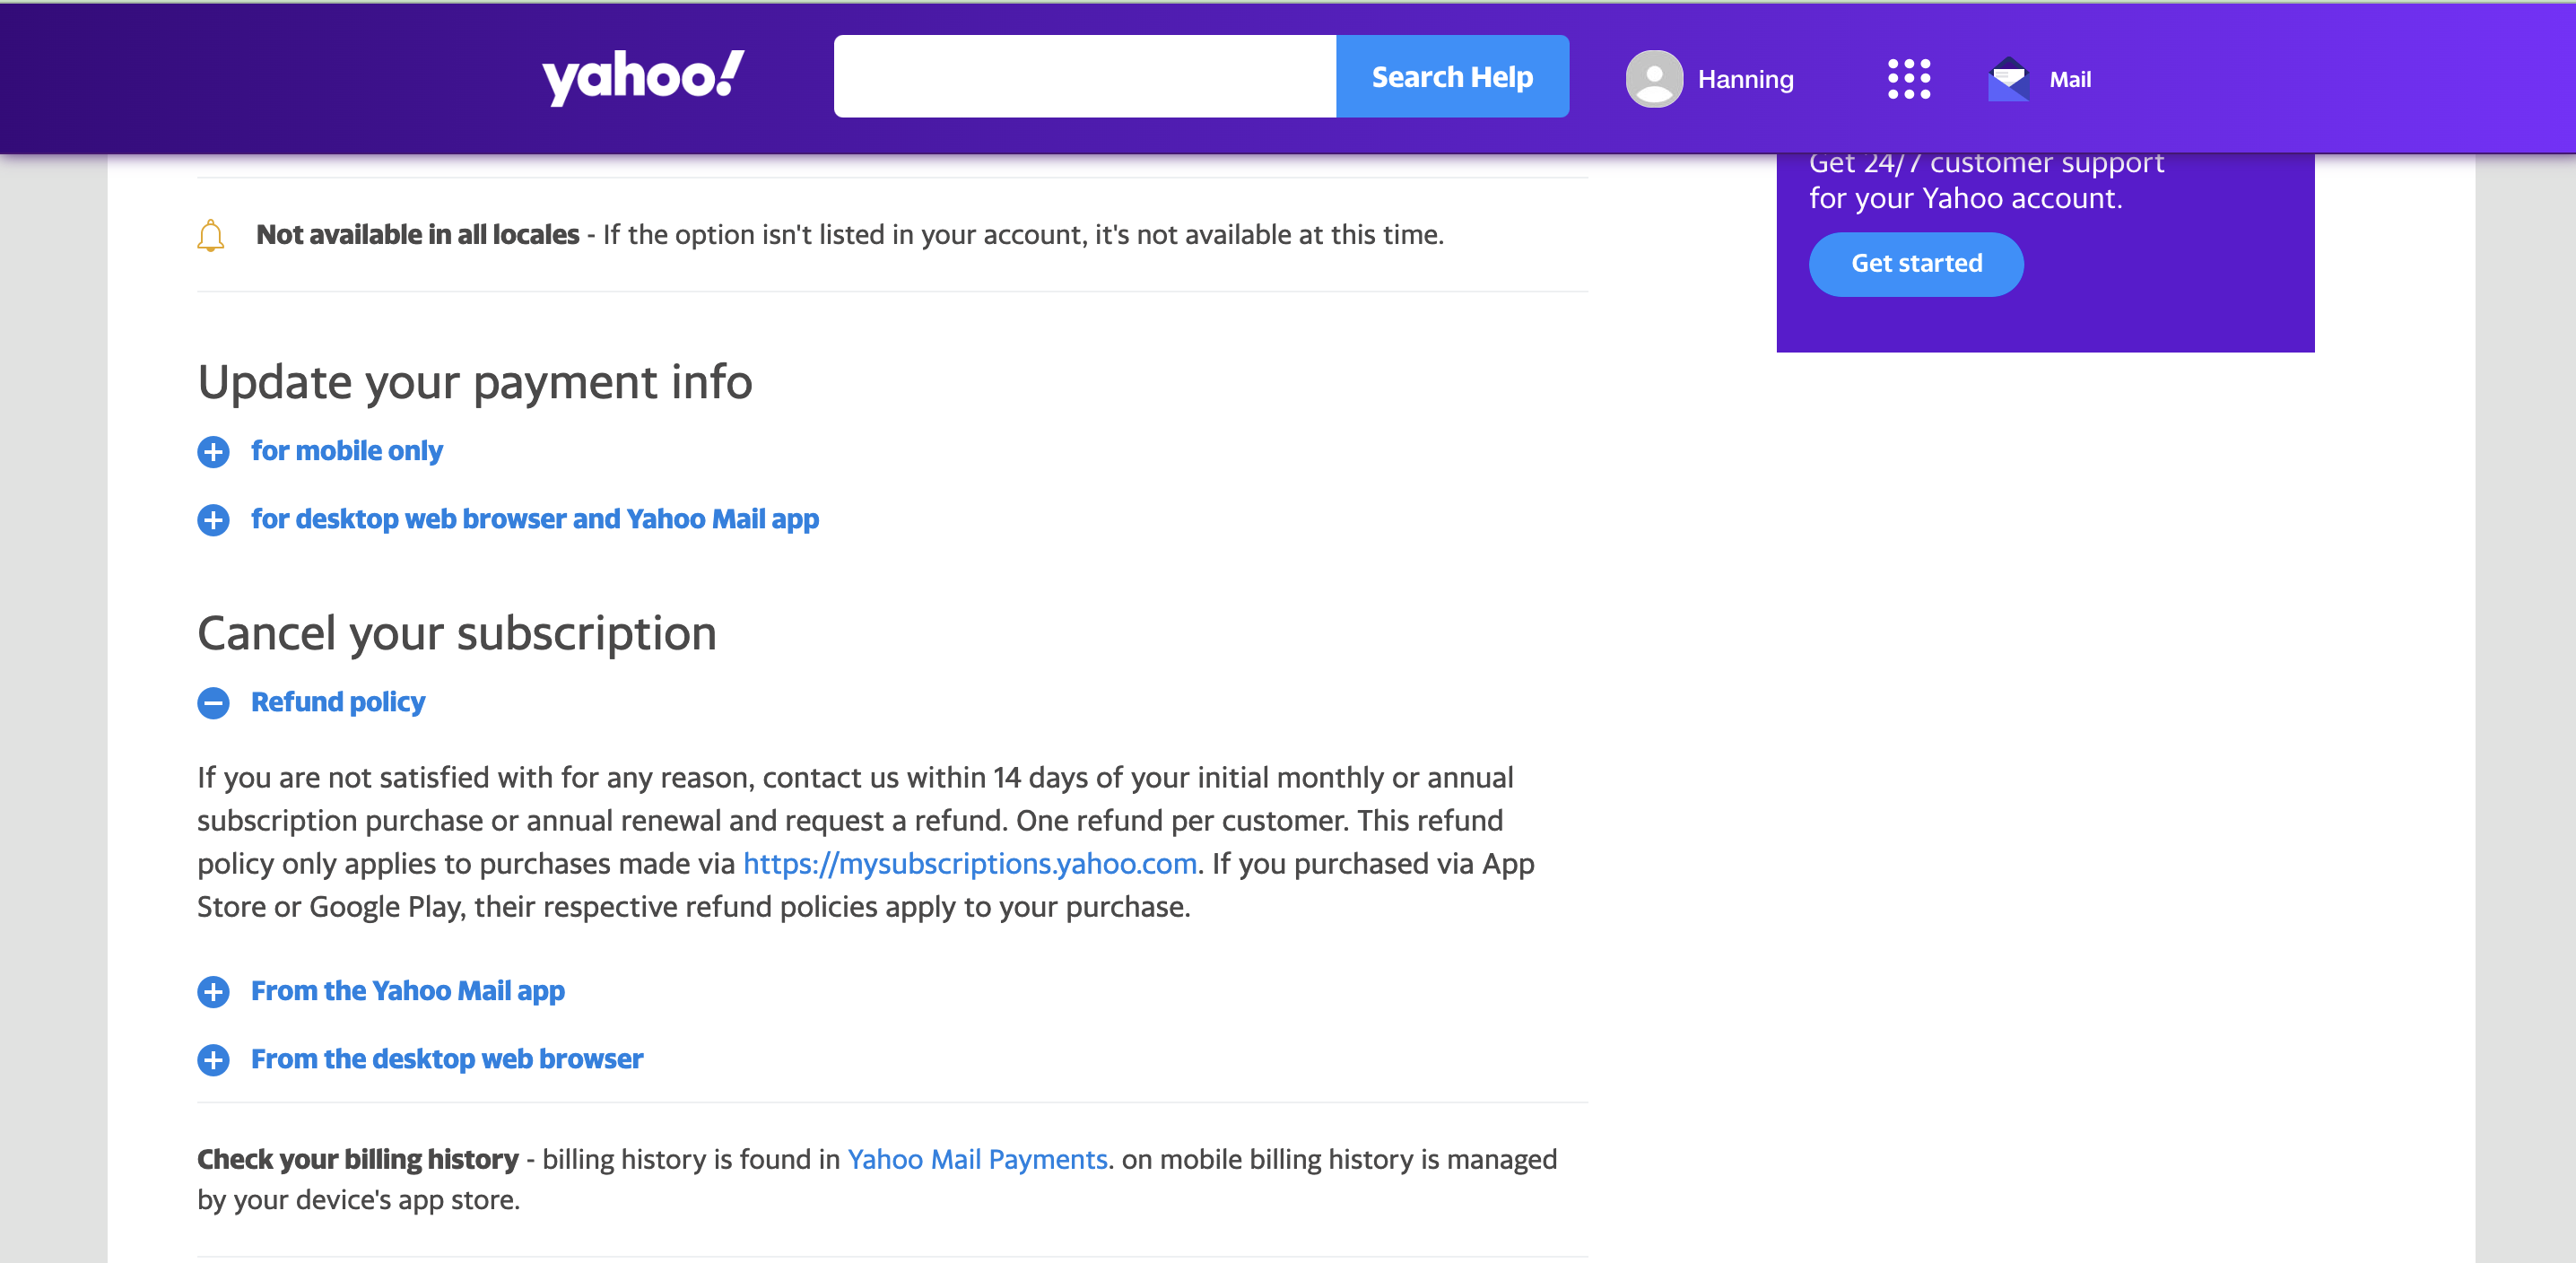 yahoo!
Search Help
Hanning
Mail
Get 24/7 customer support
for your Yahoo account.
Get started
Not available in all locales - If the option isn't listed in your account, it's not available at this time.
Update your payment info
for mobile only
for desktop web browser and Yahoo Mail app
Cancel your subscription
Refund policy
If you are not satisfied with for any reason, contact us within 14 days of your initial monthly or annual
subscription purchase or annual renewal and request a refund. One refund per customer. This refund
policy only applies to purchases made via https://mysubscriptions.yahoo.com. If you purchased via App
Store or Google Play, their respective refund policies apply to your purchase.
From the Yahoo Mail app
From the desktop web browser
Check your billing history - billing history is found in Yahoo Mail Payments. on mobile billing history is managed
by your device's app store.